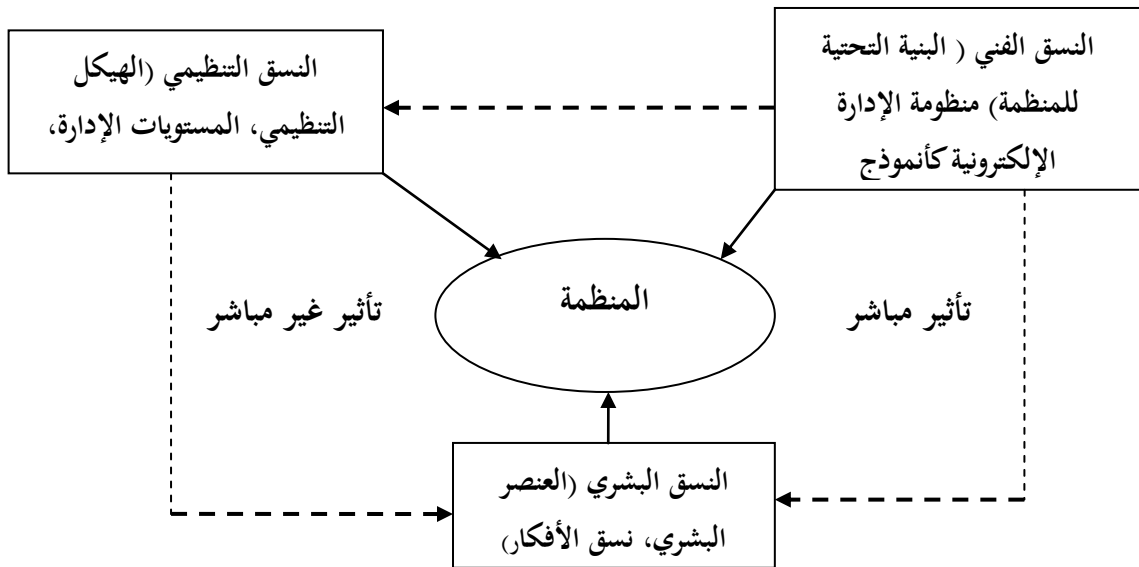 النسق الفني ( البنية التحتية
للمنظمة) منظومة الإدارة
الإلكترونية كأنموذج
النسق التنظيمي (الهيكل
التنظيمي، المستويات الإدارة،
المنظمة
تأثير مباشر
تأثير غير مباشر
النسق البشري (العنصر
البشري، نسق الأفكار)